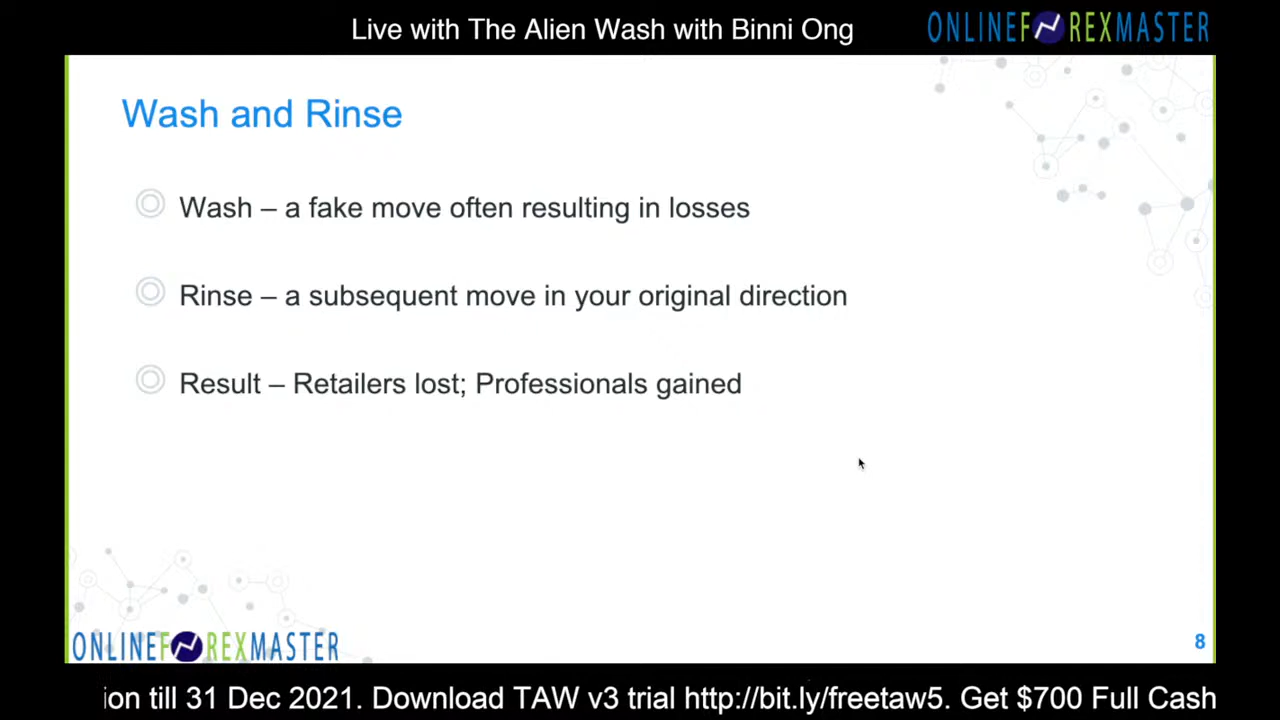 Live with The Alien Wash with Binni Ong
ONLINEFOREXMASTER
Wash and Rinse
Wash – a fake move often resulting in losses
Rinse – a subsequent move in your original direction
Result – Retailers lost; Professionals gained
ONLINEFOREXMASTER
8
ion till 31 Dec 2021. Download TAW v3 trial http://bit.ly/freetaw5. Get $700 Full Cash